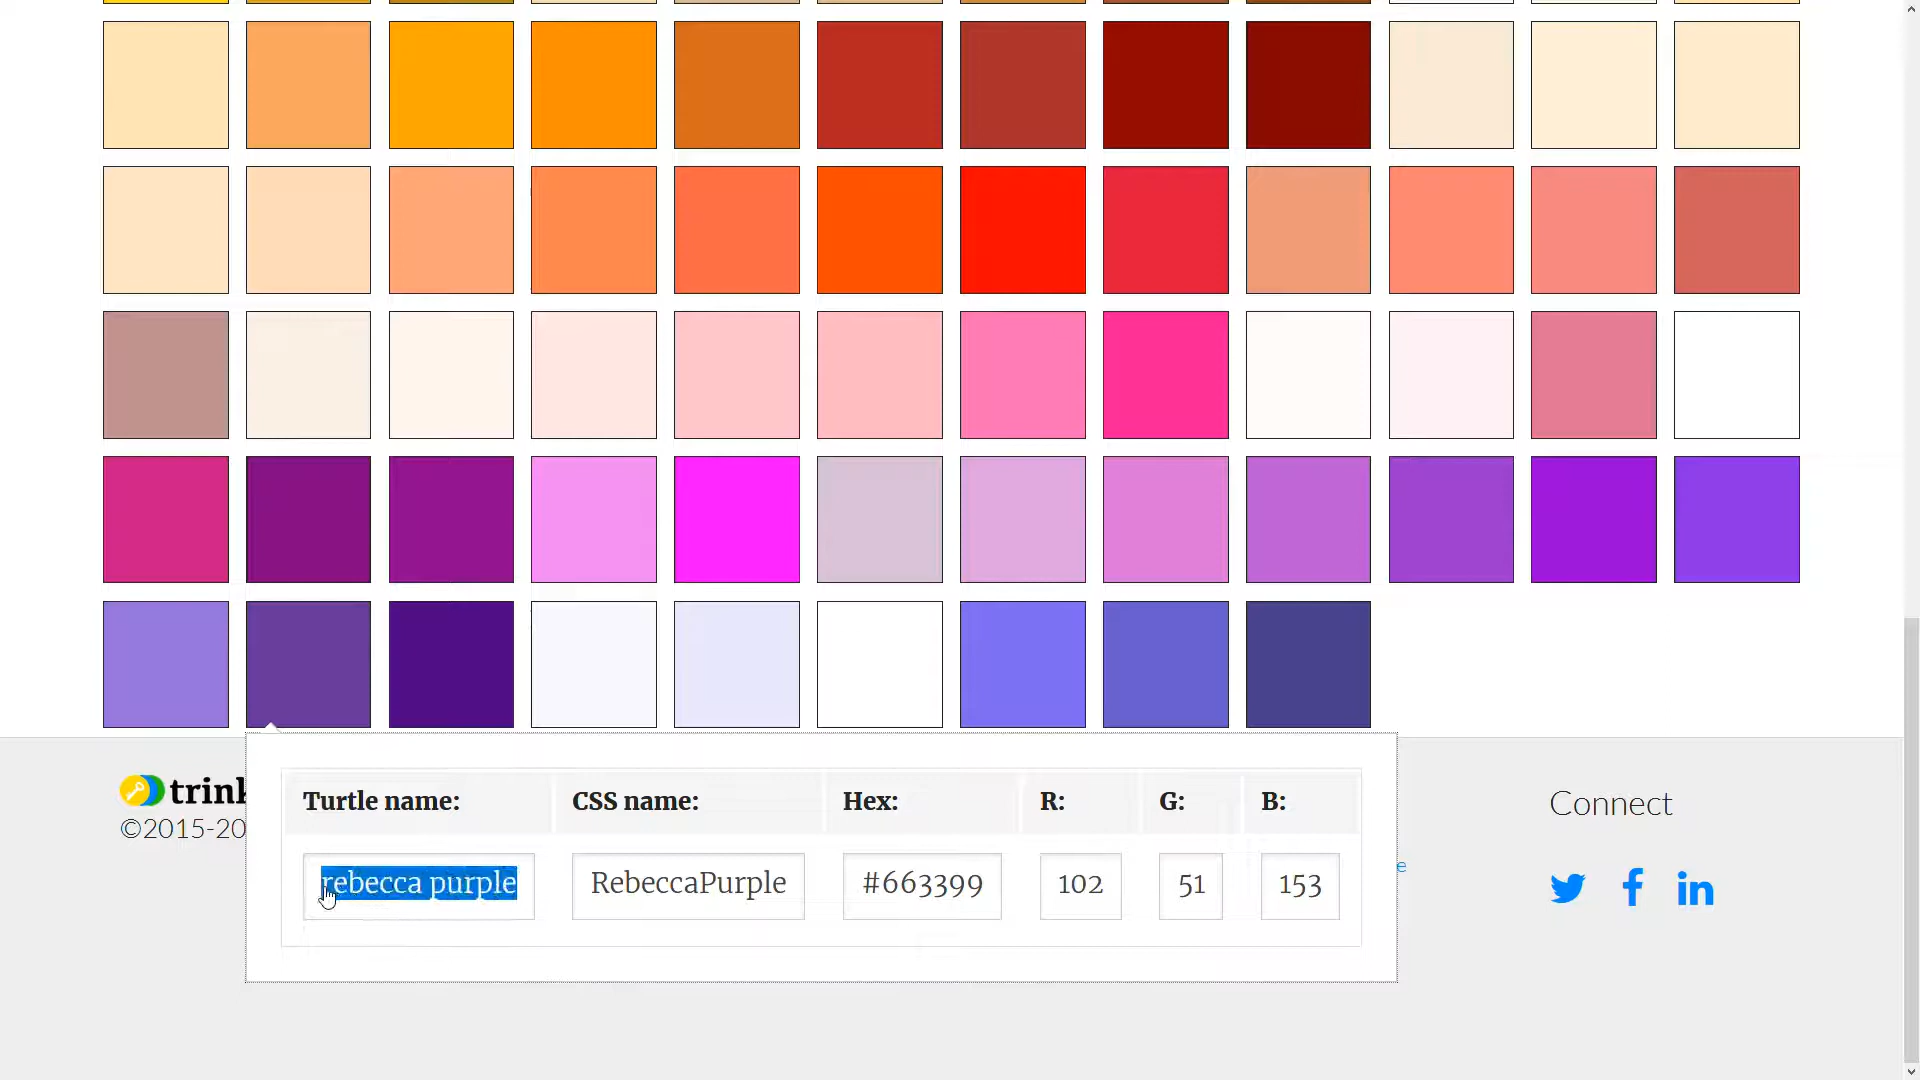 trink
©2015-20
Turtle name: CSS name: Hex: R: G: B:
rebecca purple RebeccaPurple #663399 102 51 153
e
Connect